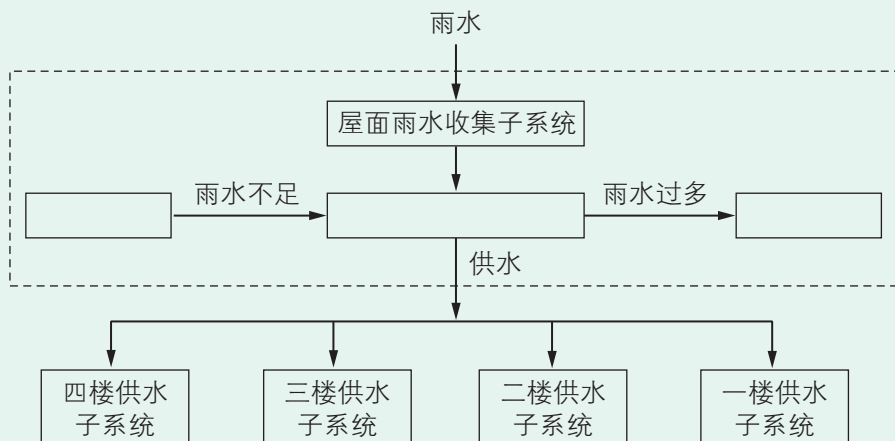 雨水
屋面雨水收集子系统
雨水不足
雨水过多
供水
四楼供水
子系统
三楼供水
子系统
二楼供水
子系统
一楼供水
子系统